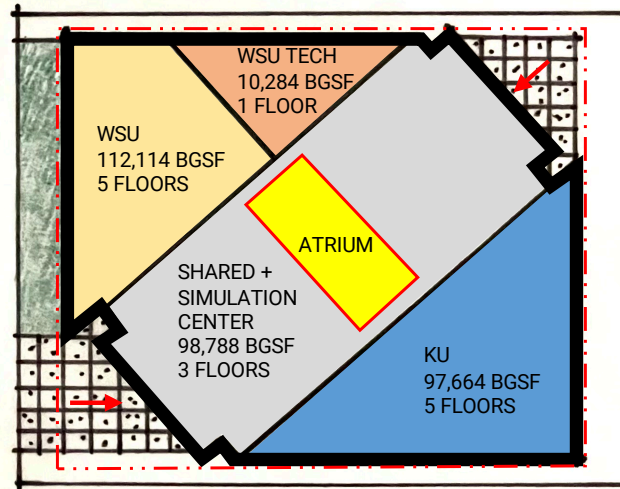 WSU TECH
10,284 BGSF
1 FLOOR
WSU
112,114 BGSF
5 FLOORS
ATRIUM
SHARED +
SIMULATION
CENTER
98,788 BGSF
3 FLOORS
KU
97,664 BGSF
5 FLOORS